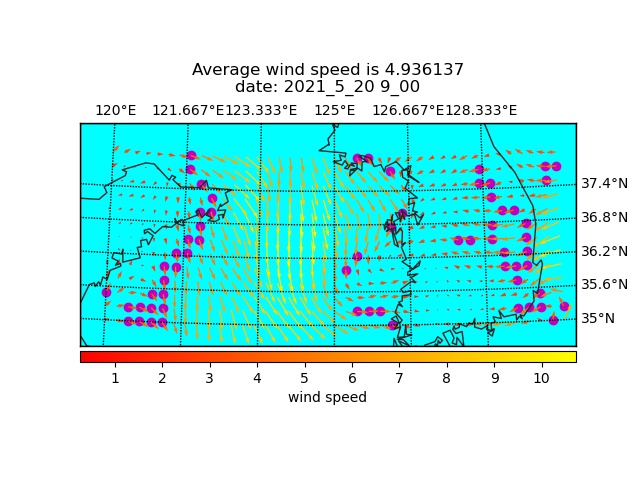 Average wind speed is 4.936137
date: 2021_5_20 9_00
120°E 121.667°E 123.333°E 125°E 126.667°E 128.333°E
37.4°N
36.8°N
36.2°N
35.6°N
35°N
1 2 3 4 5 6 7 8 9 10
wind speed